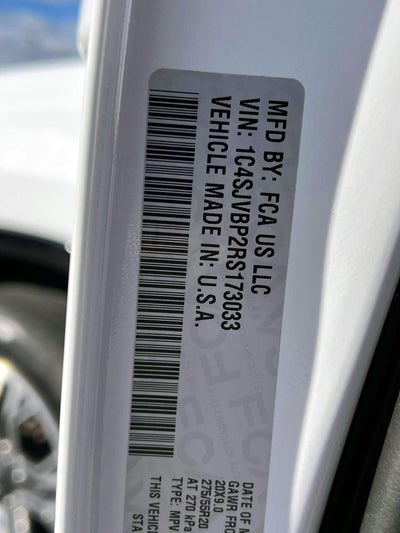 MFD BY: FCA US LLC
VIN: 1C4SJVBP2RS173033
VEHICLE MADE IN: U.S.A.
DATE OF M
GAWR FRO
20X9.0
275/55R20
AT 270 kPa
TYPE: MPV
THIS VEHIC
STA